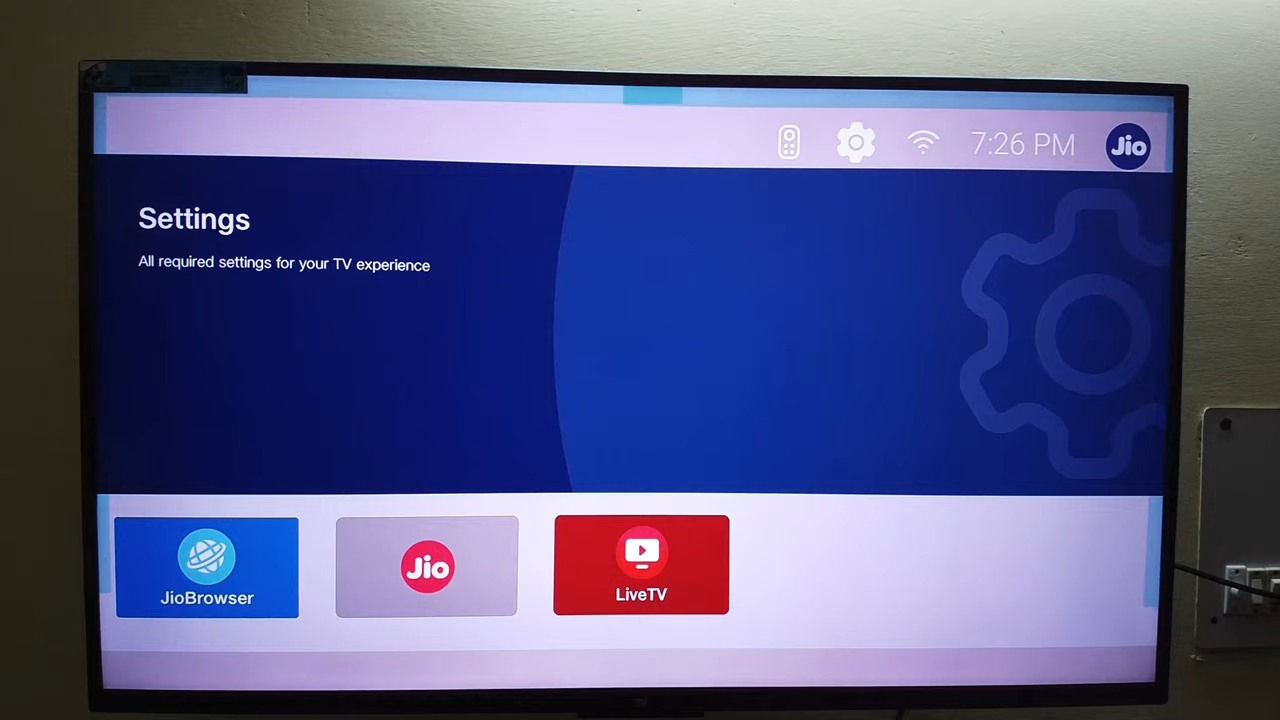 7:26 PM
Jio
Settings
All required settings for your TV experience
JioBrowser
Jio
LiveTV